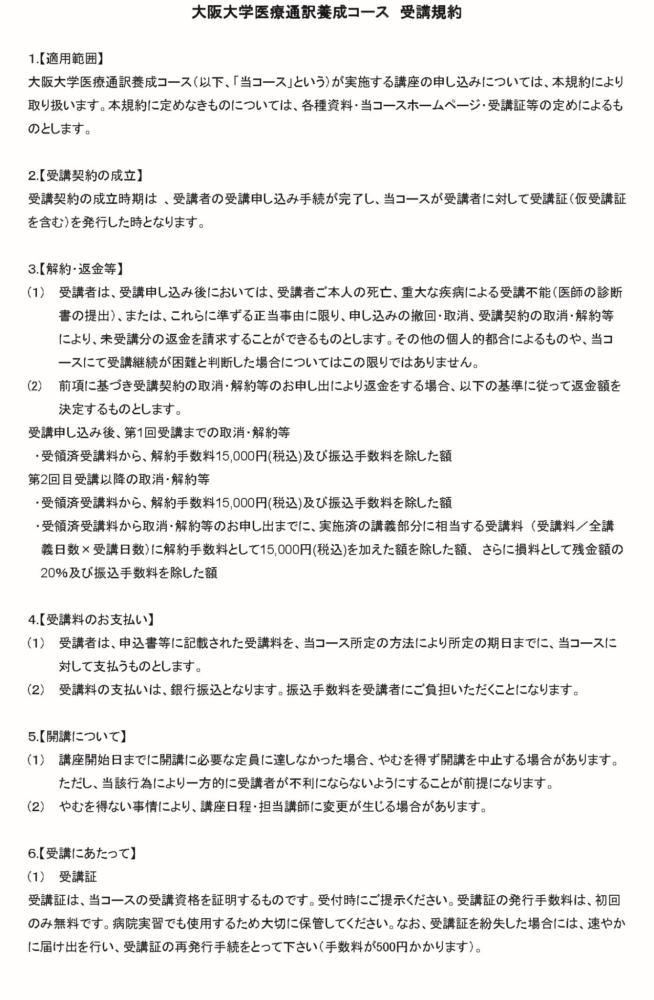 大阪大学医療通訳養成コース　受講規約
1.【適用範囲】
大阪大学医療通訳養成コース（以下、「当コース」という）が実施する講座の申し込みについては、本規約により
取り扱います。本規約に定めなきものについては、各種資料・当コースホームページ・受講証等の定めによるも
のとします。
2.【受講契約の成立】
受講契約の成立時期は 、受講者の受講申し込み手続が完了し、当コースが受講者に対して受講証（仮受講証
を含む）を発行した時となります。
3.【解約・返金等】
(1)　受講者は、受講申し込み後においては、受講者ご本人の死亡、重大な疾病による受講不能（医師の診断
書の提出）、または、これらに準ずる正当事由に限り、申し込みの撤回・取消、受講契約の取消・解約等
により、未受講分の返金を請求することができるものとします。その他の個人的都合によるものや、当コ
ースにて受講継続が困難と判断した場合についてはこの限りではありません。
(2)　前項に基づき受講契約の取消・解約等のお申し出により返金をする場合、以下の基準に従って返金額を
決定するものとします。
受講申し込み後、第1回受講までの取消・解約等
・受領済受講料から、解約手数料15,000円(税込)及び振込手数料を除した額
第2回目受講以降の取消・解約等
・受領済受講料から、解約手数料15,000円(税込)及び振込手数料を除した額
・受領済受講料から取消・解約等のお申し出までに、実施済の講義部分に相当する受講料 （受講料／全講
義日数×受講日数）に解約手数料として15,000円(税込)を加えた額を除した額、 さらに損料として残金額の
20%及び振込手数料を除した額
4.【受講料のお支払い】
(1)　受講者は、申込書等に記載された受講料を、当コース所定の方法により所定の期日までに、当コースに
対して支払うものとします。
(2)　受講料の支払いは、銀行振込となります。振込手数料を受講者にご負担いただくことになります。
5.【開講について】
(1)　講座開始日までに開講に必要な定員に達しなかった場合、やむを得ず開講を中止する場合があります。
ただし、当該行為により一方的に受講者が不利にならないようにすることが前提になります。
(2)　やむを得ない事情により、講座日程・担当講師に変更が生じる場合があります。
6.【受講にあたって】
(1)　受講証
受講証は、当コースの受講資格を証明するものです。受付時にご提示ください。受講証の発行手数料は、初回
のみ無料です。病院実習でも使用するため大切に保管してください。なお、受講証を紛失した場合には、速やか
に届け出を行い、受講証の再発行手続をとって下さい（手数料が500円かかります）。